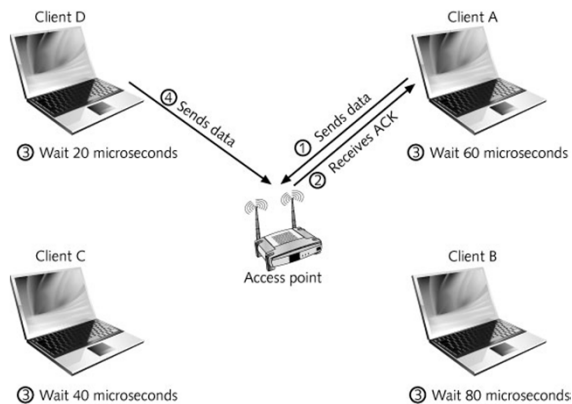 Client D
Client A
④ Sends data
① Sends data
② Receives ACK
③ Wait 20 microseconds
③ Wait 60 microseconds
Access point
Client C
Client B
③ Wait 40 microseconds
③ Wait 80 microseconds